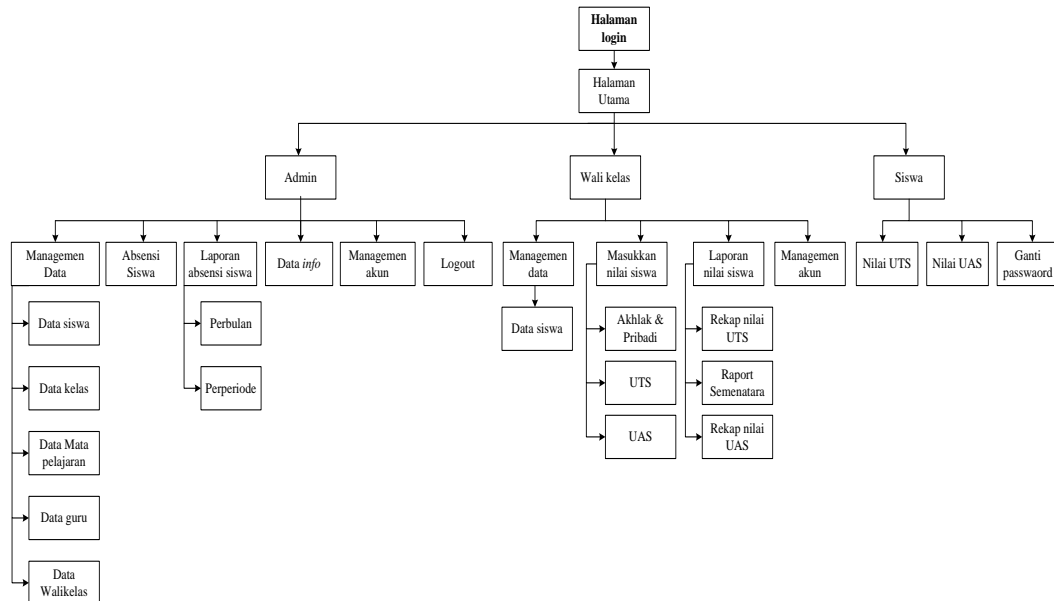 Halaman
login
Halaman
Utama
Admin
Wali kelas
Siswa
Managemen
Data
Absensi
Siswa
Laporan
absensi siswa
Data info
Managemen
akun
Logout
Managemen
data
Masukkan
nilai siswa
Laporan
nilai siswa
Managemen
akun
Nilai UTS
Nilai UAS
Ganti
passwaord
Data siswa
Perbulan
Data siswa
Akhlak &
Pribadi
Rekap nilai
UTS
Data kelas
Perperiode
UTS
Raport
Semenatara
Data Mata
pelajaran
UAS
Rekap nilai
UAS
Data guru
Data
Walikelas